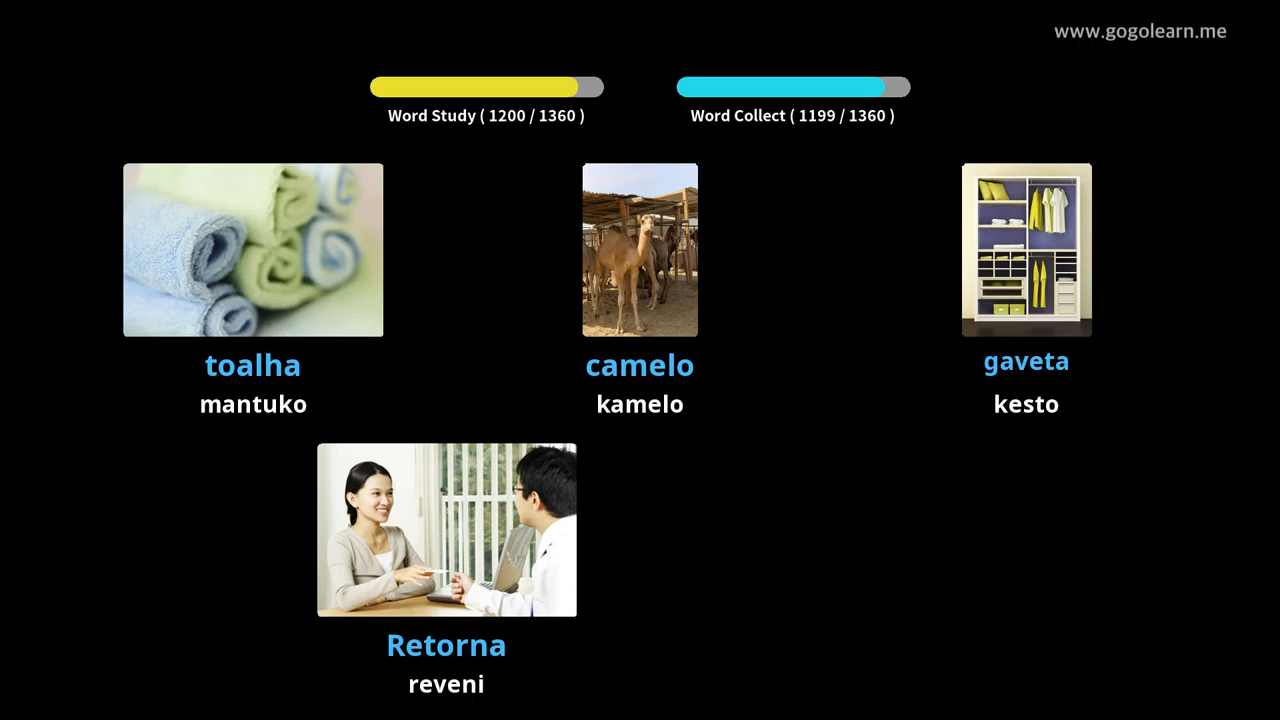 www.gogolearn.me
Word Study ( 1200 / 1360 )
Word Collect ( 1199 / 1360 )
toalha
mantuko
camelo
kamelo
gaveta
kesto
Retorna
reveni